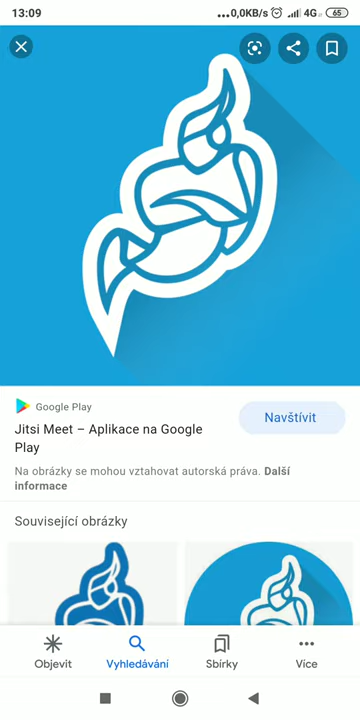 13:09
...0,0KB/s 4G 65
Google Play
Jitsi Meet – Aplikace na Google
Play
Navštívit
Na obrázky se mohou vztahovat autorská práva. Další
informace
Související obrázky
Objevit Vyhledávání Sbírky Více